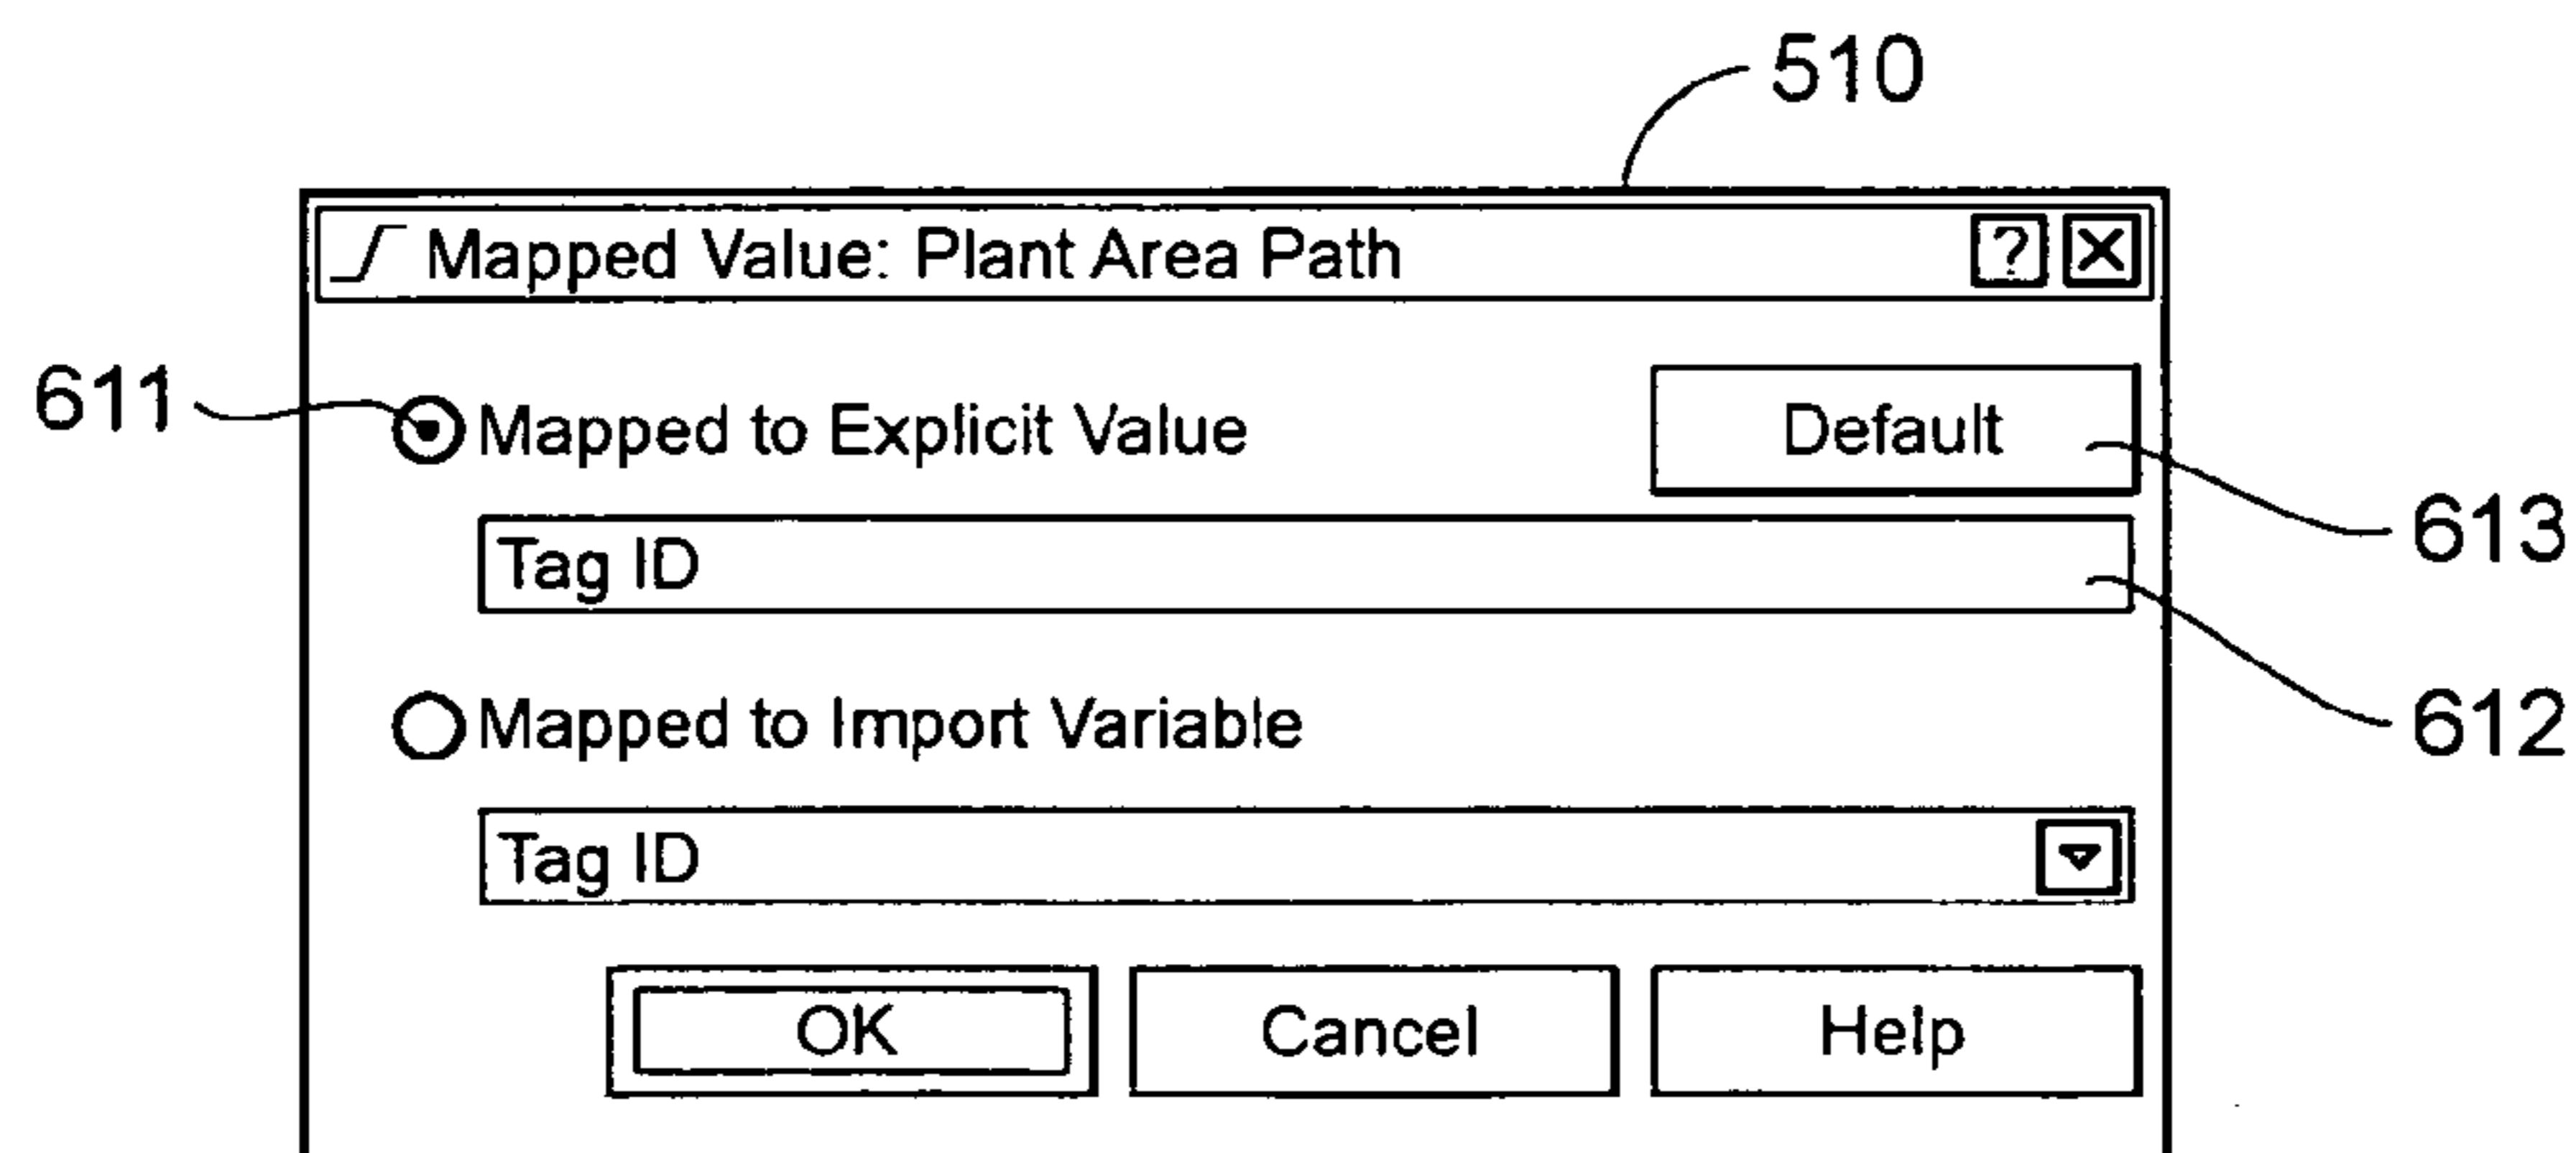 510
Mapped Value: Plant Area Path ?
611 Mapped to Explicit Value Default
613
Tag ID
612
Mapped to Import Variable
Tag ID
OK Cancel Help